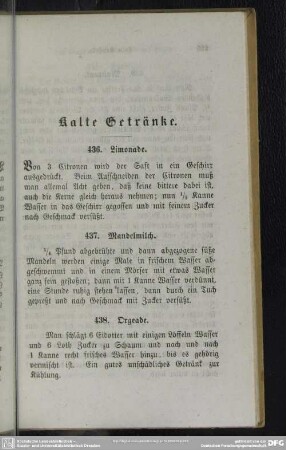 Kalte Getränke.
436. Limonade.
Von 3 Citronen wird der Saft in ein Geschirr
ausgedrückt. Beim Aufschneiden der Citronen muß
man allemal Acht geben, daß keine bittere dabei ist,
auch die Kerne gleich heraus nehmen; nun Kanne
Wasser in das Geschirr gegossen und mit feinem Zucker
nach Geschmack versüßt.
437. Mandelmilch.
¼ Pfund abgebrühte und dann abgezogene süße
Mandeln werden einige Male in frischem Wasser ab-
geschwemmt und in einem Mörser mit etwas Wasser
ganz fein gestoßen; dann mit 1 Kanne Wasser verdünnt,
eine Stunde ruhig stehen lassen, dann durch ein Tuch
gepreßt und nach Geschmack mit Zucker versüßt.
438. Orgeade.
Man schlägt 6 Eidotter mit einigen Löffeln Wasser
und 6 Loth Zucker zu Schaum und nach und nach
1 Kanne recht frisches Wasser hinzu, bis es gehörig
vermischt ist. Ein gutes unschädliches Getränk zur
Kühlung.
DFG